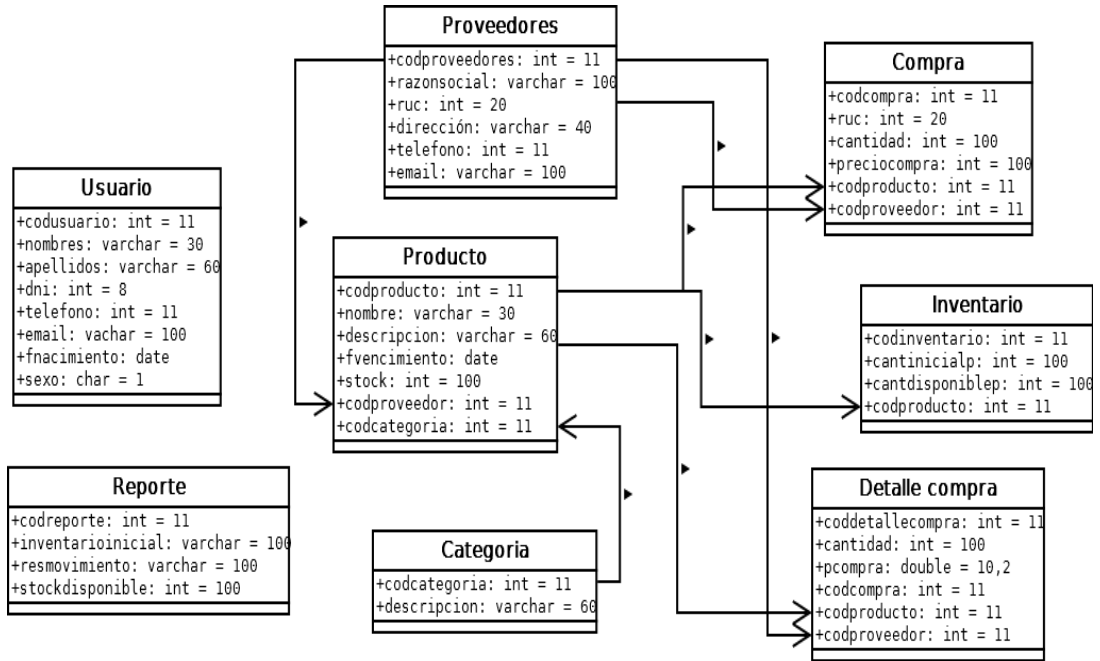 Proveedores
+codproveedores: int = 11
+razonsocial: varchar = 100
+ruc: int = 20
+dirección: varchar = 40
+telefono: int = 11
+email: varchar = 100
Compra
+codcompra: int = 11
+ruc: int = 20
+cantidad: int = 100
+preciocompra: int = 100
+codproducto: int = 11
+codproveedor: int = 11
Usuario
+codusuario: int = 11
+nombres: varchar = 30
+apellidos: varchar = 60
+dni: int = 8
+telefono: int = 11
+email: vachar = 100
+fnacimiento: date
+sexo: char = 1
Producto
+codproducto: int = 11
+nombre: varchar = 30
+descripcion: varchar = 60
+fvencimiento: date
+stock: int = 100
+codproveedor: int = 11
+codcategoria: int = 11
Inventario
+codinventario: int = 11
+cantinicialp: int = 100
+cantdisponiblep: int = 100
+codproducto: int = 11
Reporte
+codreporte: int = 11
+inventarioinicial: varchar = 100
+resmovimiento: varchar = 100
+stockdisponible: int = 100
Categoria
+codcategoria: int = 11
+descripcion: varchar = 60
Detalle compra
+coddetallecompra: int = 11
+cantidad: int = 100
+pcompra: double = 10,2
+codcompra: int = 11
+codproducto: int = 11
+codproveedor: int = 11